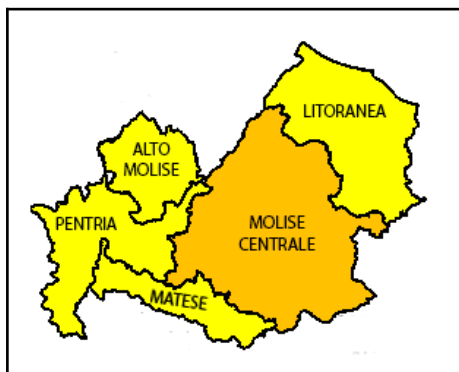 LITORANEA
ALTO
MOLISE
PENTRIA
MOLISE
CENTRALE
MATESE